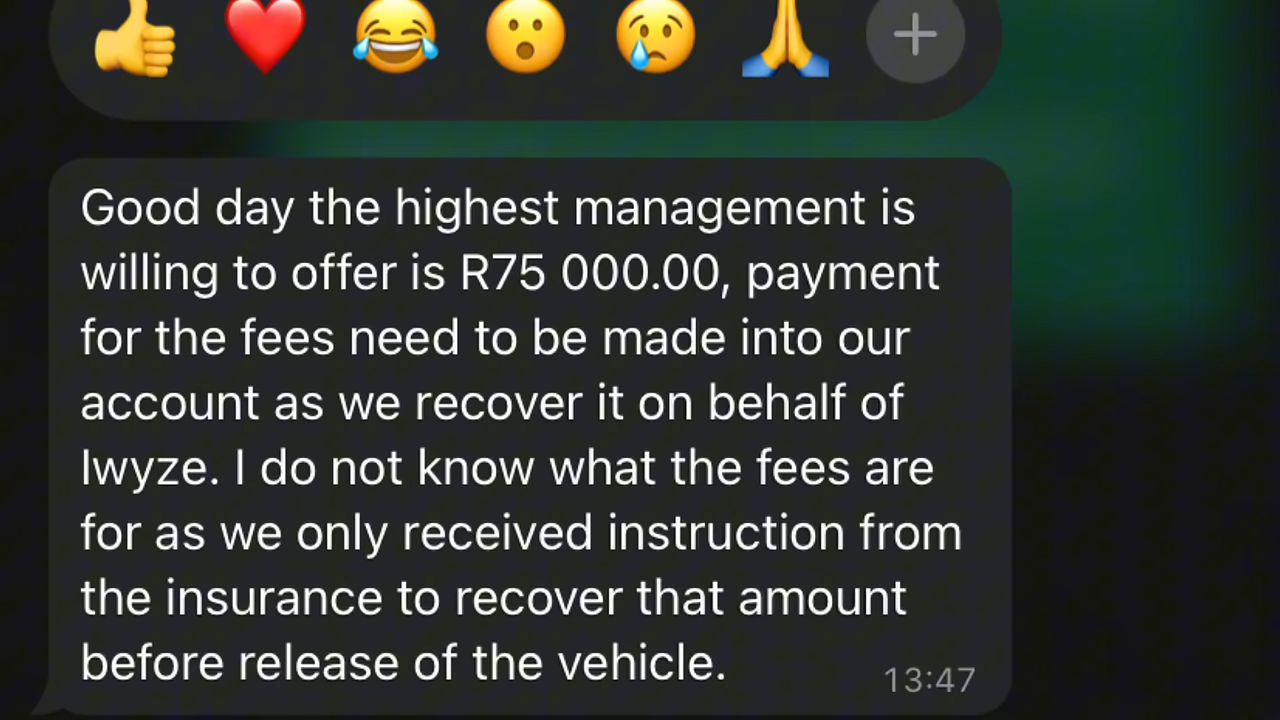 Good day the highest management is
willing to offer is R75 000.00, payment
for the fees need to be made into our
account as we recover it on behalf of
Iwyze. I do not know what the fees are
for as we only received instruction from
the insurance to recover that amount
before release of the vehicle.
13:47